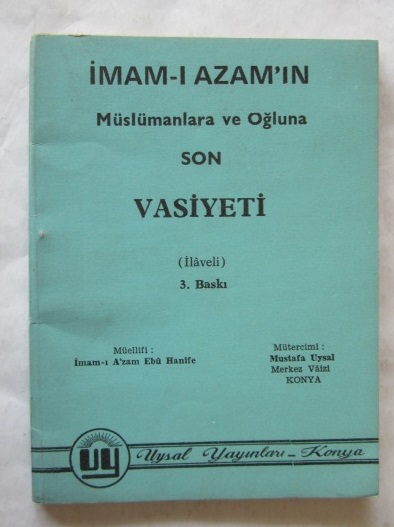 İMAM-I AZAM'IN
Müslümanlara ve Oğluna
SON
VASİYETİ
(İlâveli)
3. Baskı
Müellifi :
İmam-ı A'zam Ebû Hanife
Mütercimi :
Mustafa Uysal
Merkez Vâizi
KONYA
UY
Uysal Yayınları - Konya